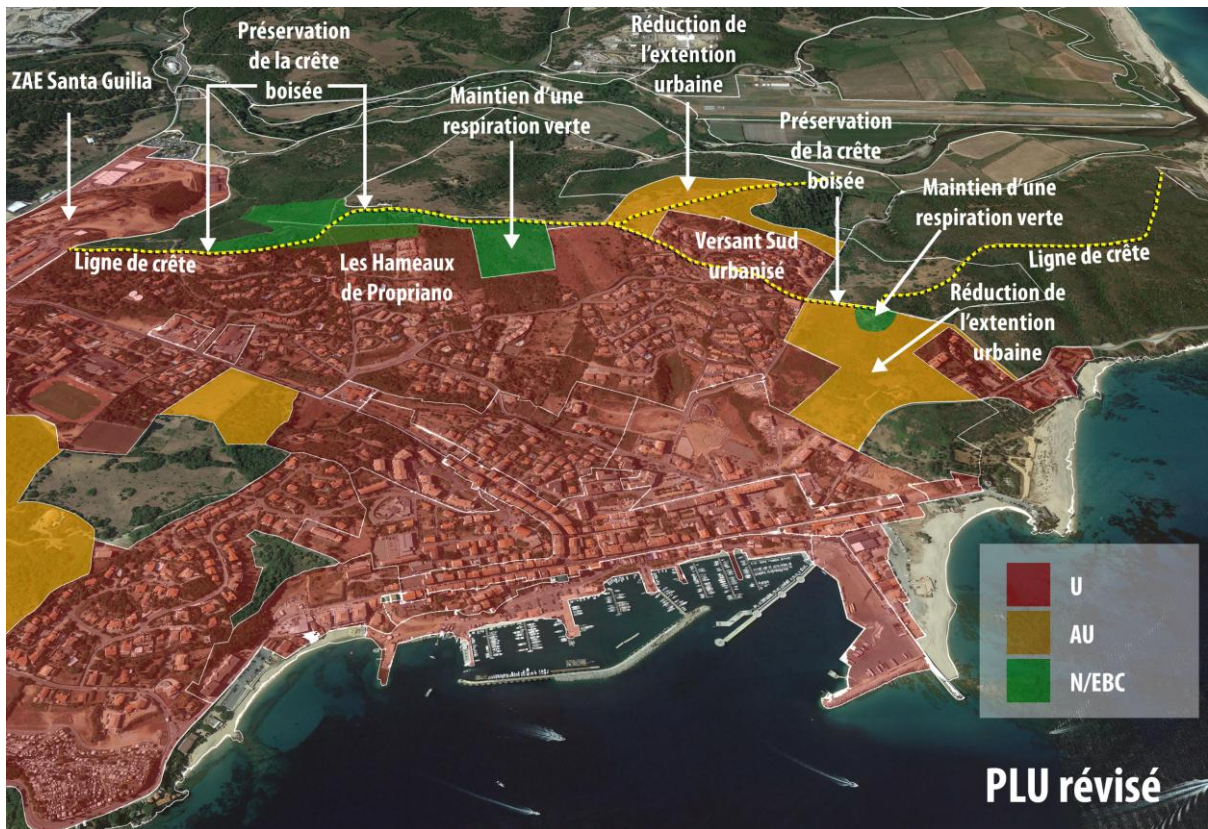 ZAE Santa Guilia
Préservation
de la crête
boisée
Maintien d'une
respiration verte
Réduction de
l'extention
urbaine
Préservation
de la crête
boisée
Maintien d'une
respiration verte
Ligne de crête
Les Hameaux
de Propriano
Versant Sud
urbanisé
Ligne de crête
Réduction de
l'extention
urbaine
U
AU
N/EBC
PLU révisé